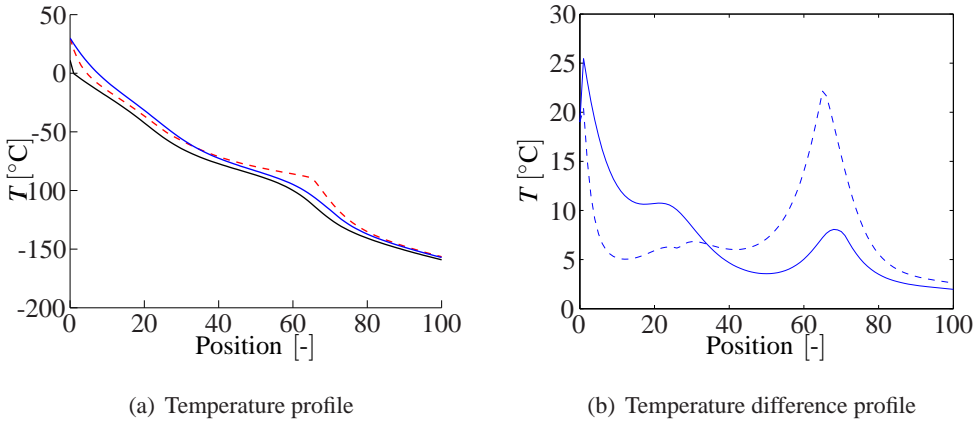 50
0
-50
-100
-150
-200
T [°C]
0 20 40 60 80 100
Position [-]
(a) Temperature profile
30
25
20
15
10
5
0
T [°C]
0 20 40 60 80 100
Position [-]
(b) Temperature difference profile